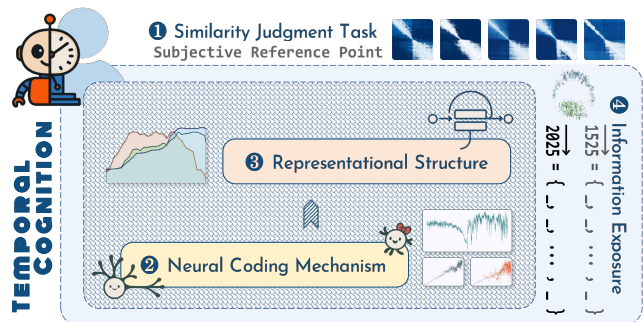 ❶ Similarity Judgment Task
Subjective Reference Point
TEMPORAL
COGNITION
❸ Representational Structure
❷ Neural Coding Mechanism
❹ Information Exposure
1525 = { _, _, ..., _ }
2025 = { _, _, ..., _ }